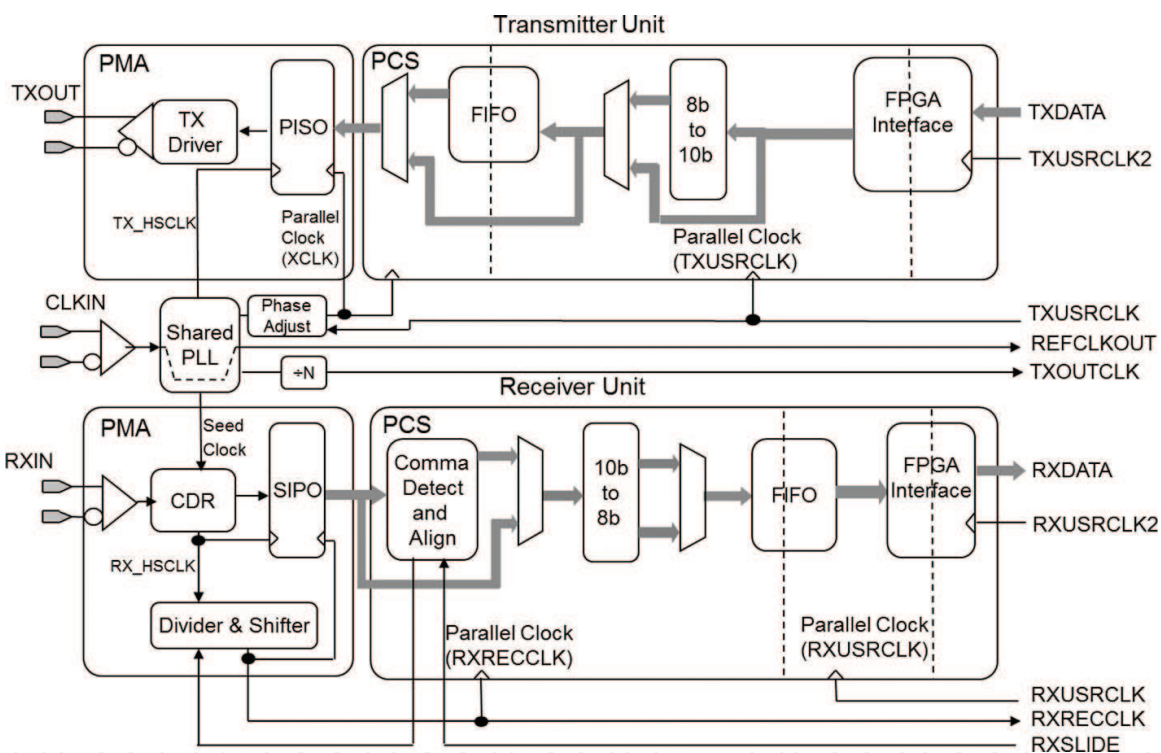 Transmitter Unit
PMA
PCS
TXOUT
TX
Driver
PISO
FIFO
8b
to
10b
FPGA
Interface
TXDATA
TXUSRCLK2
TX_HSCLK
Parallel
Clock
(XCLK)
Parallel Clock
(TXUSRCLK)
CLKIN
Shared
PLL
Phase
Adjust
÷N
TXUSRCLK
REFCLKOUT
TXOUTCLK
Receiver Unit
PMA
Seed
Clock
PCS
RXIN
CDR
SIPO
Comma
Detect
and
Align
10b
to
8b
FIFO
FPGA
Interface
RXDATA
RXUSRCLK2
RX_HSCLK
Divider & Shifter
Parallel Clock
(RXRECCLK)
Parallel Clock
(RXUSRCLK)
RXUSRCLK
RXRECCLK
RXSLIDE